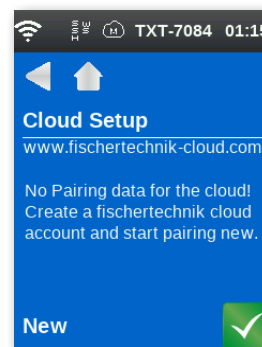 TXT-7084 01:15
Cloud Setup
www.fischertechnik-cloud.com
No Pairing data for the cloud!
Create a fischertechnik cloud
account and start pairing new.
New